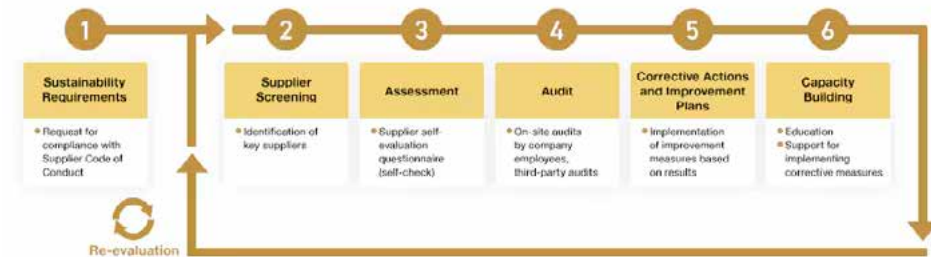 1
2
3
4
5
6
Sustainability
Requirements
• Request for
compliance with
Supplier Code of
Conduct
Supplier
Screening
• Identification of
key suppliers
Assessment
• Supplier self-
evaluation
questionnaire
(self-check)
Audit
• On-site audits
by company
employees,
third-party audits
Corrective Actions
and Improvement
Plans
• Implementation
of improvement
measures based
on results
Capacity
Building
• Education
• Support for
implementing
corrective measures
Re-evaluation